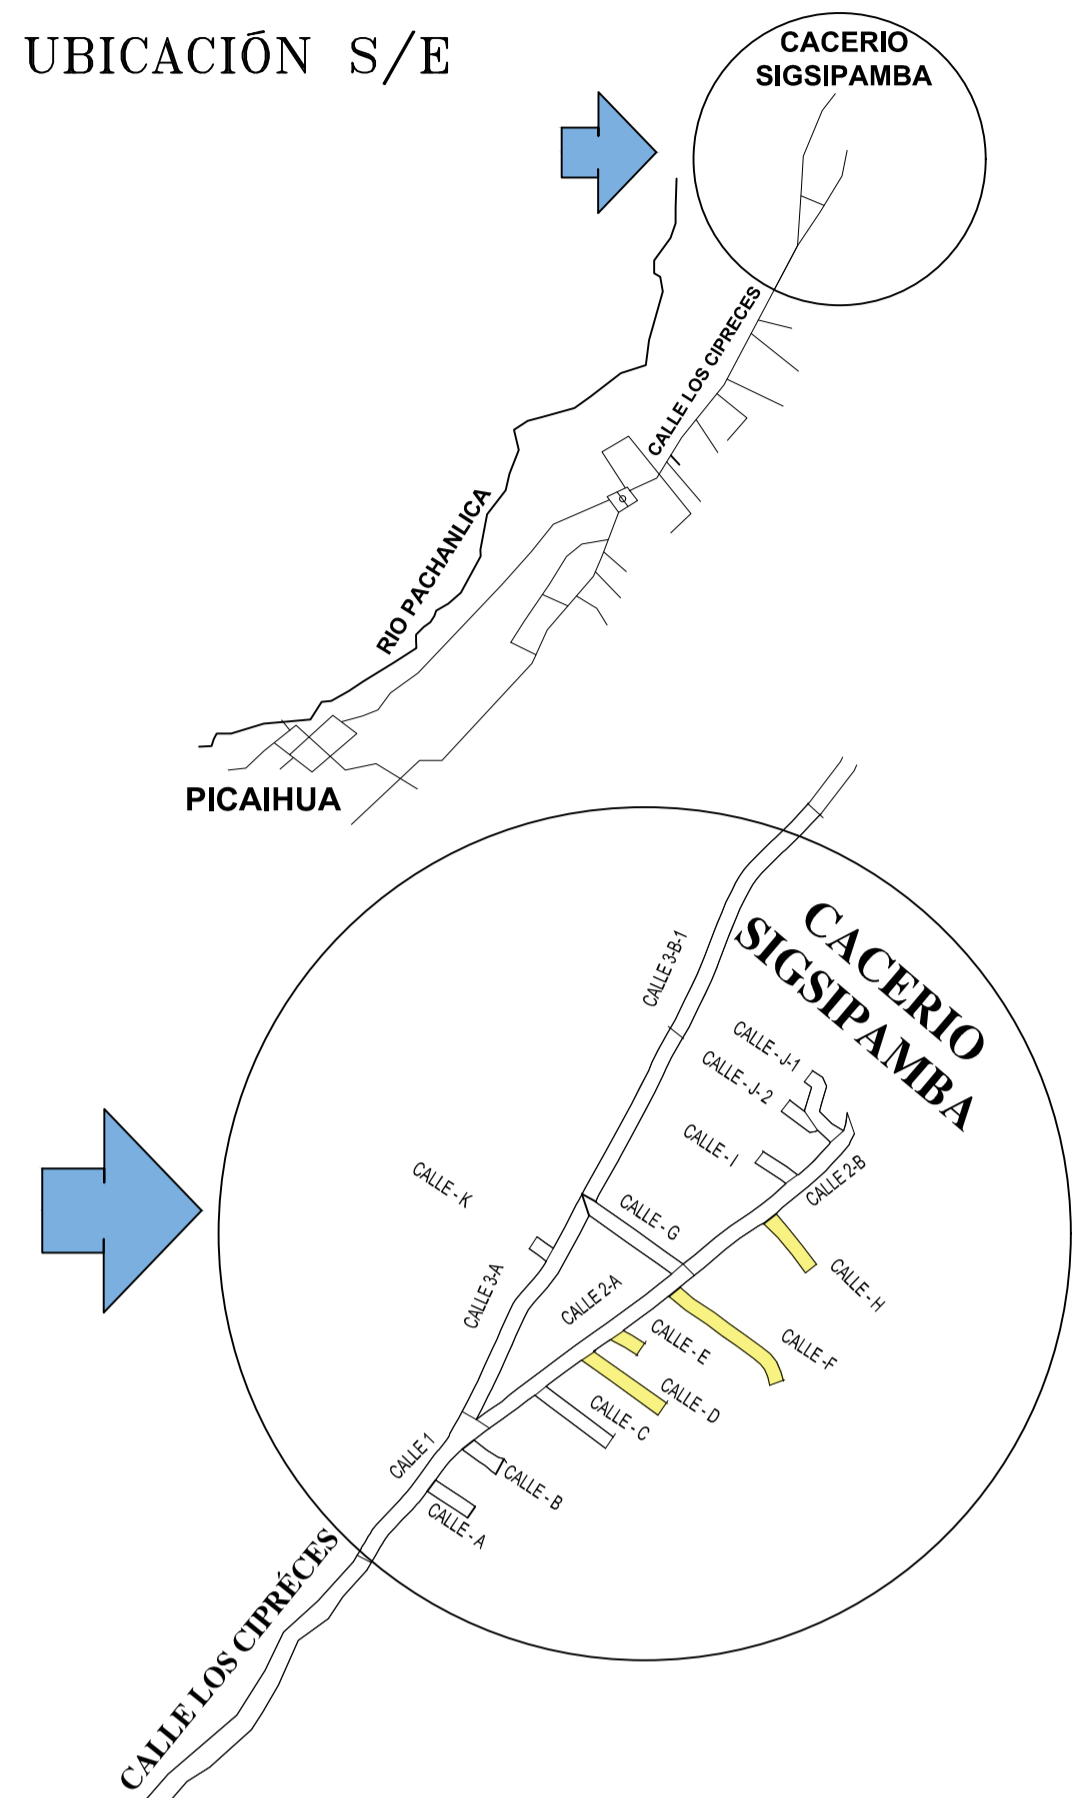 UBICACIÓN S/E
CACERIO
SIGSIPAMBA
CALLE LOS CIPRECES
RIO PACHANLICA
PICAIHUA
CACERIO
SIGSIPAMBA
CALLE 3-B-1
CALLE - J-1
CALLE - J- 2
CALLE - I
CALLE 2-B
CALLE - K
CALLE - G
CALLE 3-A
CALLE 2-A
CALLE - H
CALLE -F
CALLE - E
CALLE - D
CALLE - C
CALLE 1
CALLE - B
CALLE - A
CALLE LOS CIPRÉCES